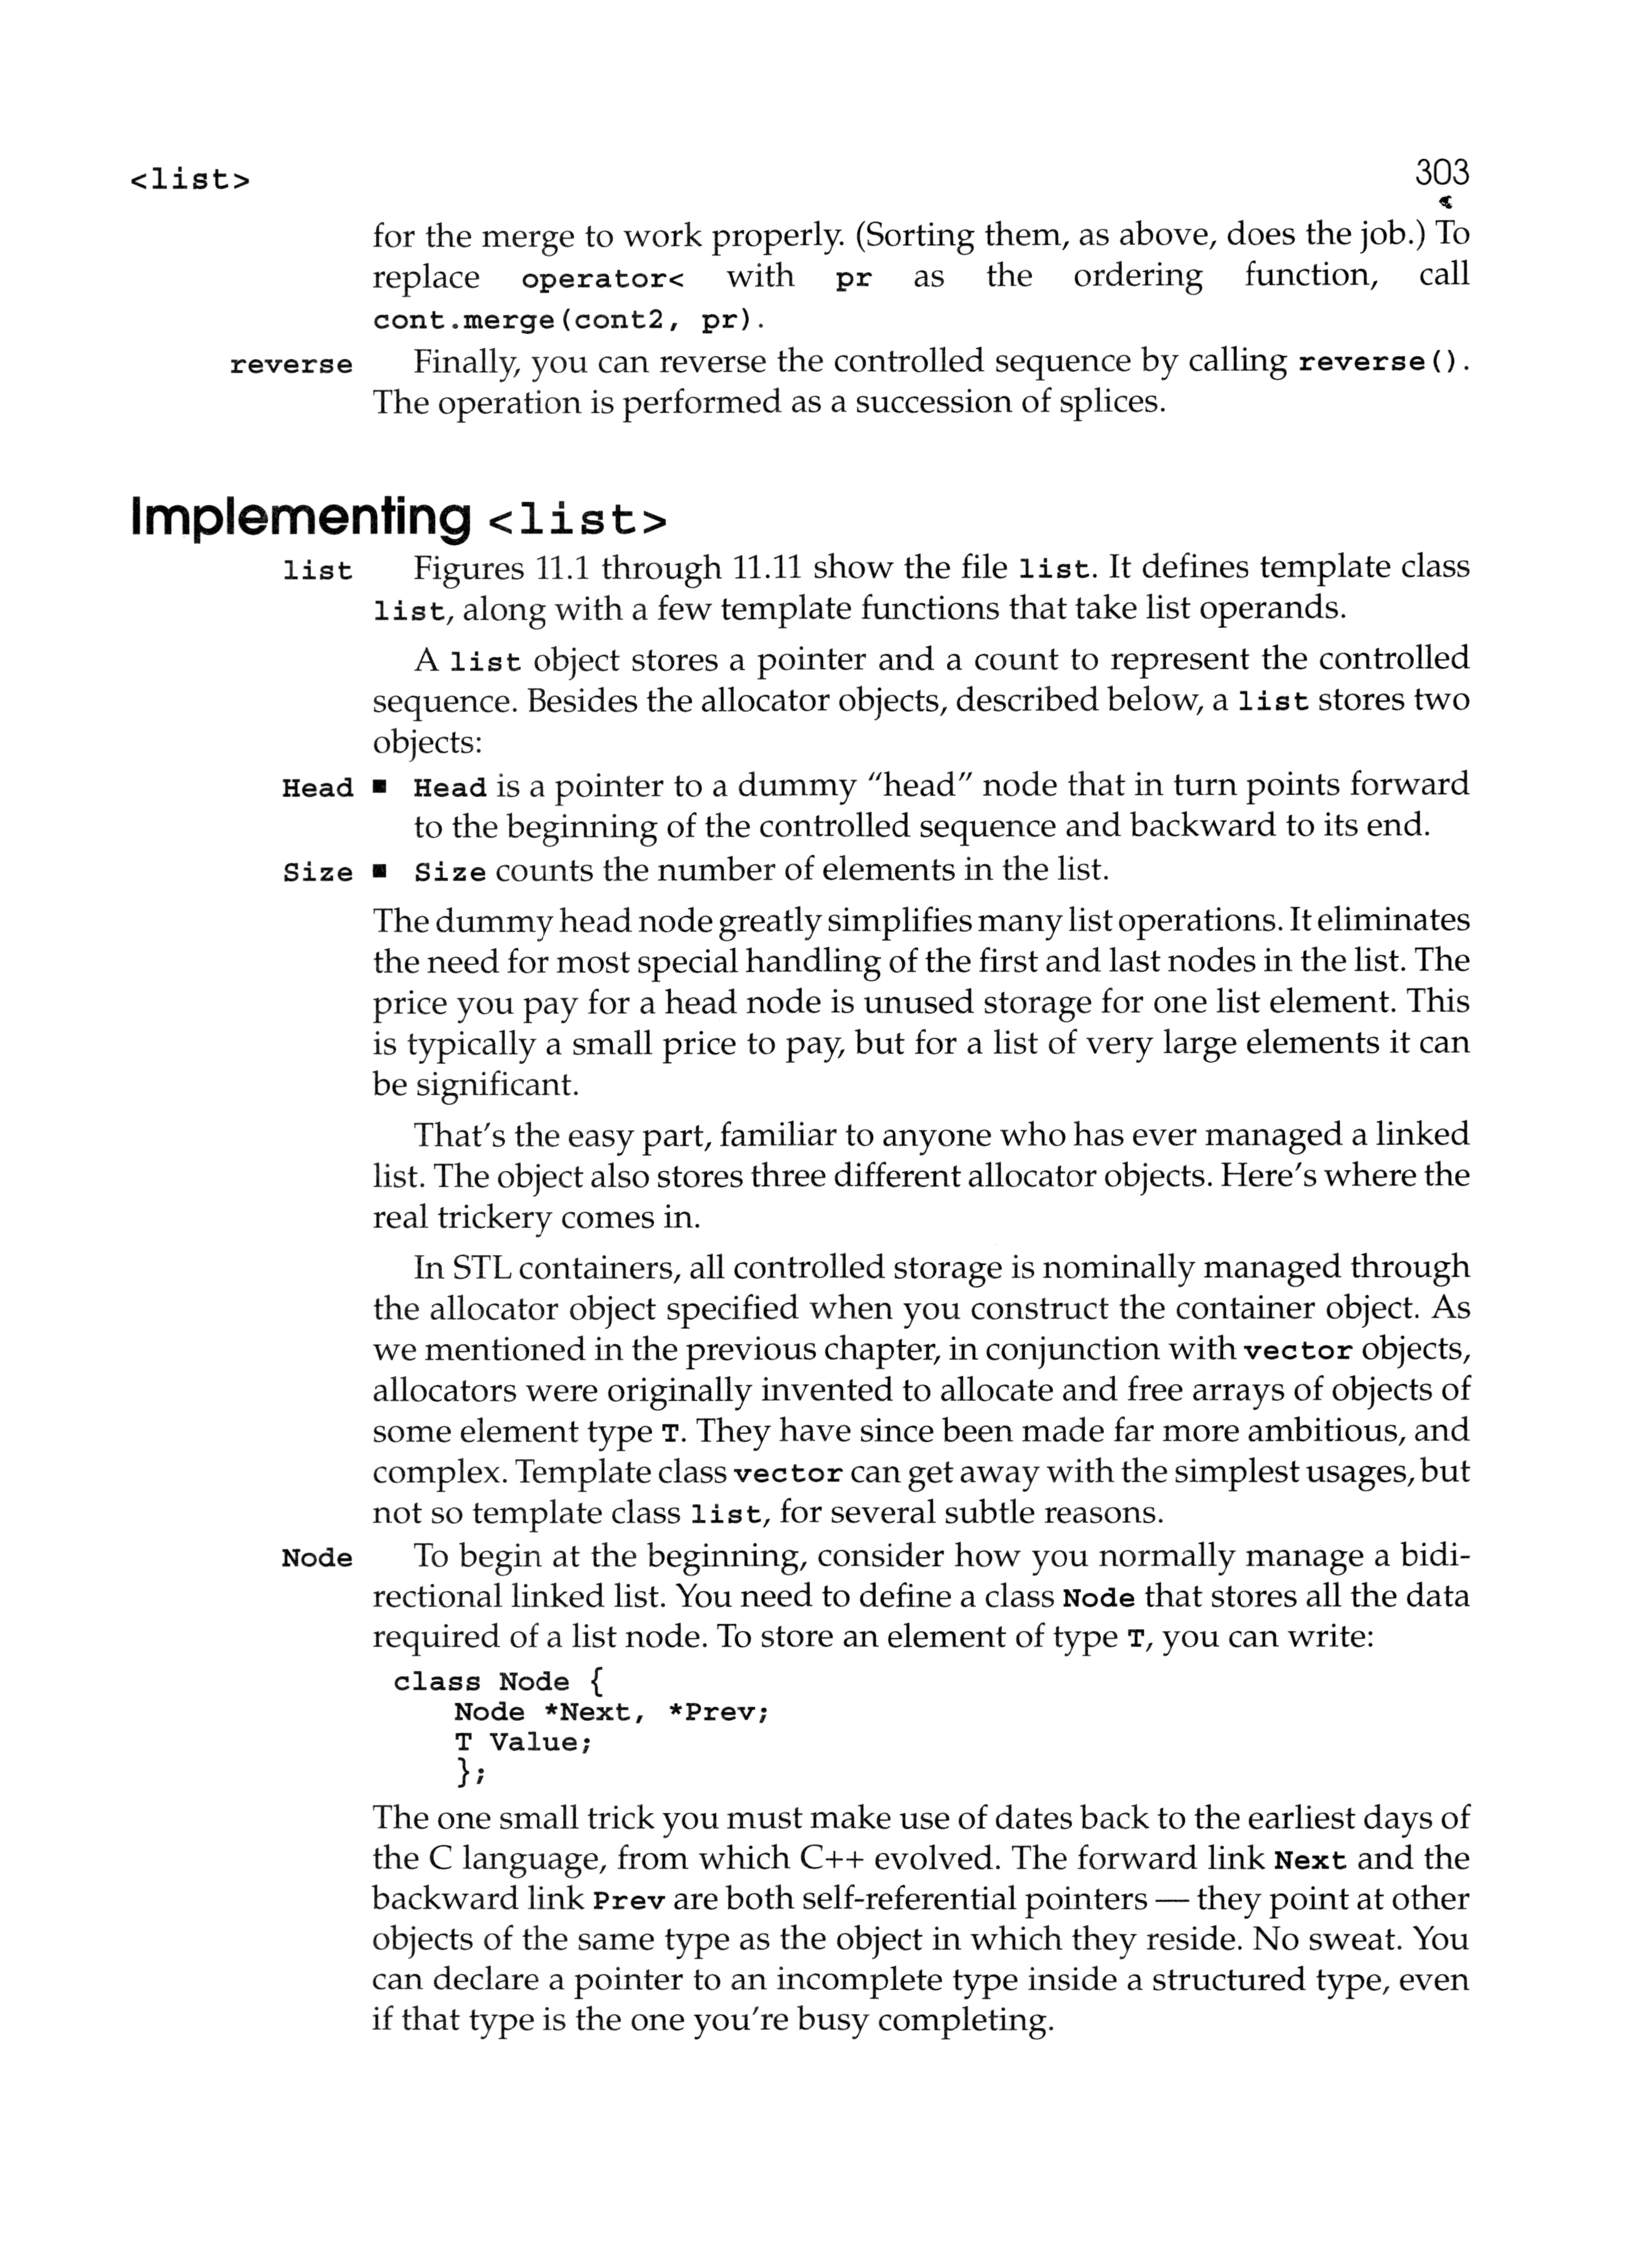 <list> 303
for the merge to work properly. (Sorting them, as above, does the job.) To
replace operator< with pr as the ordering function, call
cont.merge(cont2, pr).
reverse Finally, you can reverse the controlled sequence by calling reverse().
The operation is performed as a succession of splices.
Implementing <list>
list Figures 11.1 through 11.11 show the file list. It defines template class
list, along with a few template functions that take list operands.
A list object stores a pointer and a count to represent the controlled
sequence. Besides the allocator objects, described below, a list stores two
objects:
Head ■ Head is a pointer to a dummy "head" node that in turn points forward
to the beginning of the controlled sequence and backward to its end.
Size ■ Size counts the number of elements in the list.
The dummy head node greatly simplifies many list operations. It eliminates
the need for most special handling of the first and last nodes in the list. The
price you pay for a head node is unused storage for one list element. This
is typically a small price to pay, but for a list of very large elements it can
be significant.
That's the easy part, familiar to anyone who has ever managed a linked
list. The object also stores three different allocator objects. Here's where the
real trickery comes in.
In STL containers, all controlled storage is nominally managed through
the allocator object specified when you construct the container object. As
we mentioned in the previous chapter, in conjunction with vector objects,
allocators were originally invented to allocate and free arrays of objects of
some element type T. They have since been made far more ambitious, and
complex. Template class vector can get away with the simplest usages, but
not so template class list, for several subtle reasons.
Node To begin at the beginning, consider how you normally manage a bidi-
rectional linked list. You need to define a class Node that stores all the data
required of a list node. To store an element of type T, you can write:
class Node {
Node *Next, *Prev;
T Value;
};
The one small trick you must make use of dates back to the earliest days of
the C language, from which C++ evolved. The forward link Next and the
backward link Prev are both self-referential pointers — they point at other
objects of the same type as the object in which they reside. No sweat. You
can declare a pointer to an incomplete type inside a structured type, even
if that type is the one you're busy completing.